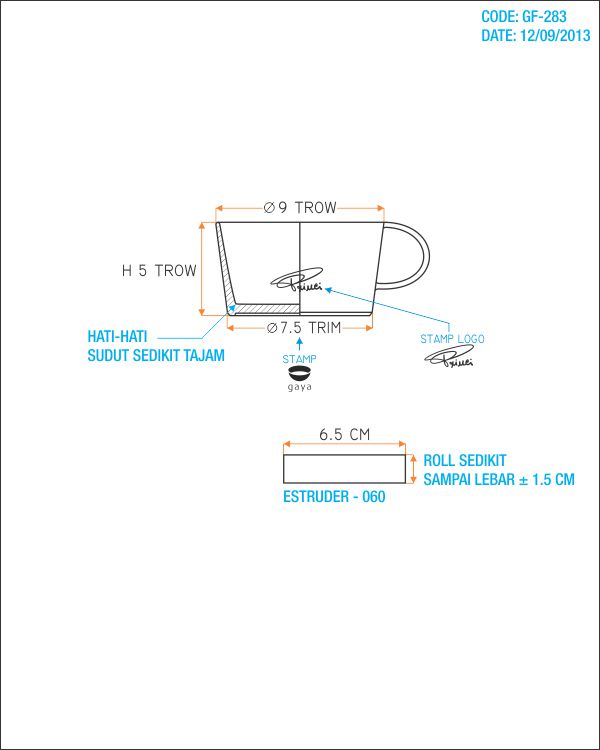 CODE: GF-283
DATE: 12/09/2013
Ø 9 TROW
H 5 TROW
Ø7.5 TRIM
HATI-HATI
SUDUT SEDIKIT TAJAM
STAMP
gaya
STAMP LOGO
6.5 CM
ROLL SEDIKIT
SAMPAI LEBAR ± 1.5 CM
ESTRUDER - 060